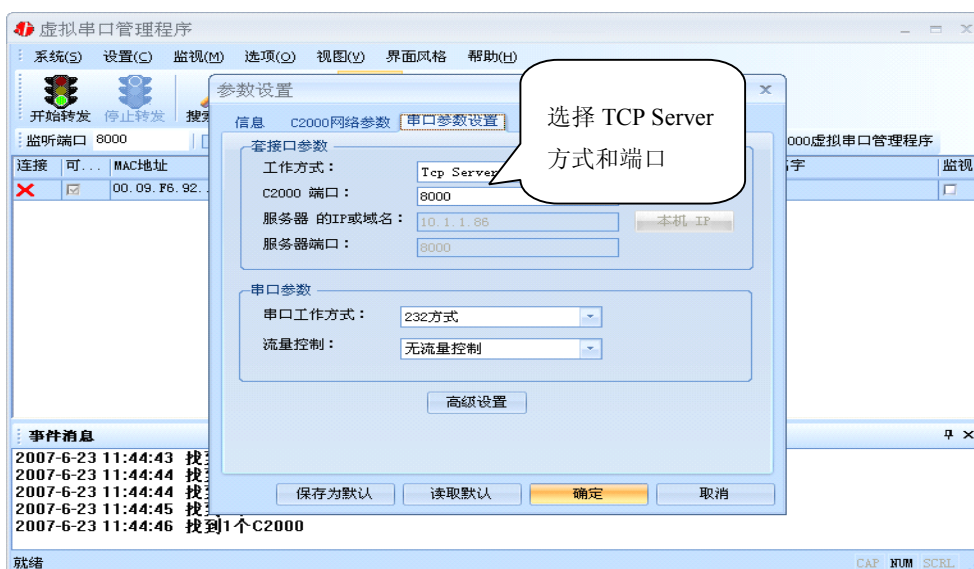 虚拟串口管理程序
系统(S) 设置(C) 监视(M) 选项(O) 视图(V) 界面风格 帮助(H)
开始转发 停止转发
监听端口 8000
000虚拟串口管理程序
连接 可... MAC地址
字 监视
00.09.F6.92.
参数设置
信息 C2000网络参数 串口参数设置
选择 TCP Server
方式和端口
套接口参数
工作方式： Tcp Server
C2000 端口： 8000
服务器 的IP或域名： 10.1.1.86 本机 IP
服务器端口： 8000
串口参数
串口工作方式： 232方式
流量控制： 无流量控制
高级设置
保存为默认 读取默认 确定 取消
事件消息
2007-6-23 11:44:43
2007-6-23 11:44:44
2007-6-23 11:44:44
2007-6-23 11:44:45
2007-6-23 11:44:46 找到1个C2000
就绪
CAP NUM SCRL